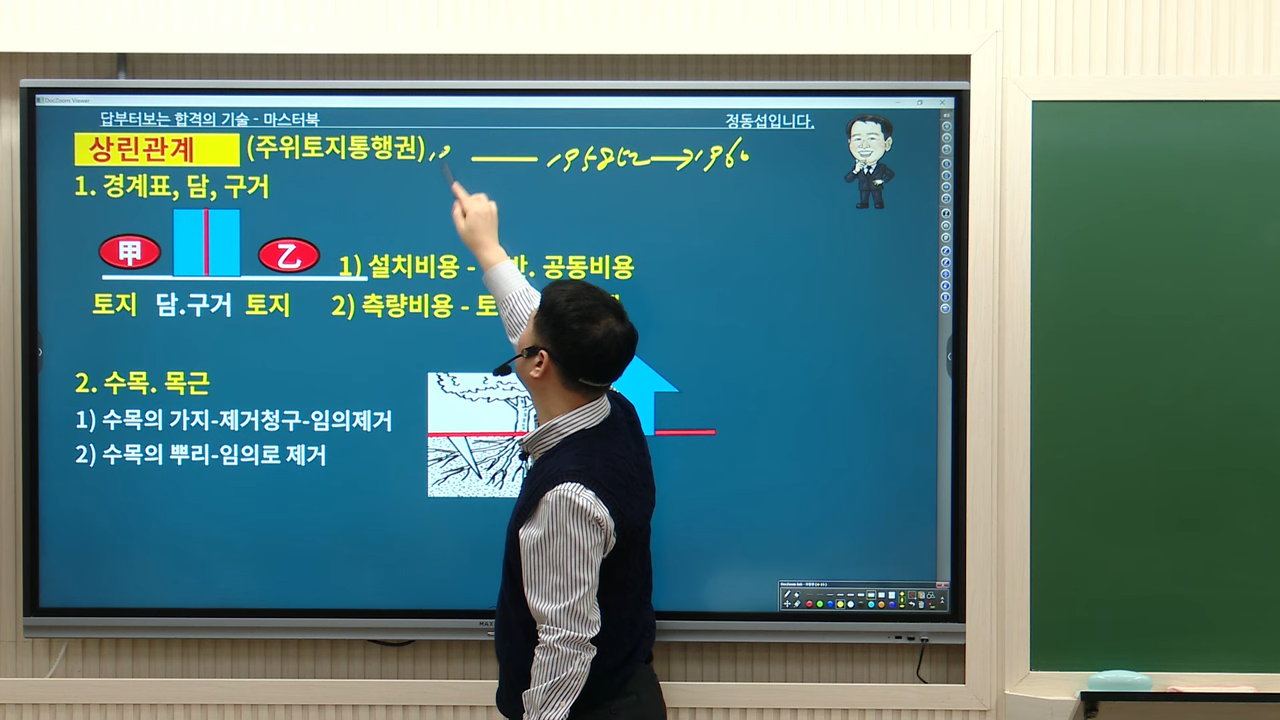 DocZoom Viewer
답부터보는 합격의 기술 - 마스터북
정동섭입니다.
상린관계 (주위토지통행권)
1958 → 1960
1. 경계표, 담, 구거
甲 乙
토지 담.구거 토지
1) 설치비용 - 반. 공동비용
2) 측량비용 - 토
2. 수목. 목근
1) 수목의 가지-제거청구-임의제거
2) 수목의 뿌리-임의로 제거